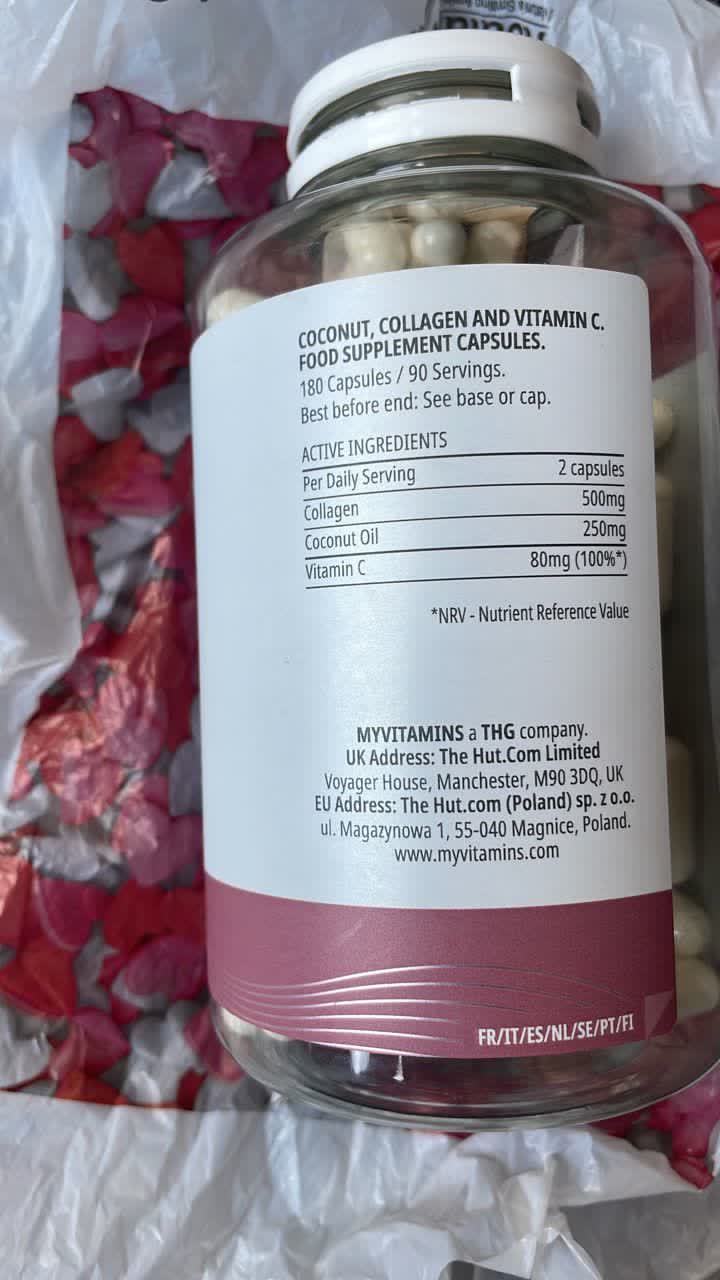 COCONUT, COLLAGEN AND VITAMIN C.
FOOD SUPPLEMENT CAPSULES.
180 Capsules / 90 Servings.
Best before end: See base or cap.
ACTIVE INGREDIENTS
Per Daily Serving 2 capsules
Collagen 500mg
Coconut Oil 250mg
Vitamin C 80mg (100%*)
*NRV - Nutrient Reference Value
MYVITAMINS a THG company.
UK Address: The Hut.Com Limited
Voyager House, Manchester, M90 3DQ, UK
EU Address: The Hut.com (Poland) sp. z o.o.
ul. Magazynowa 1, 55-040 Magnice, Poland.
www.myvitamins.com
FR/IT/ES/NL/SE/PT/FI